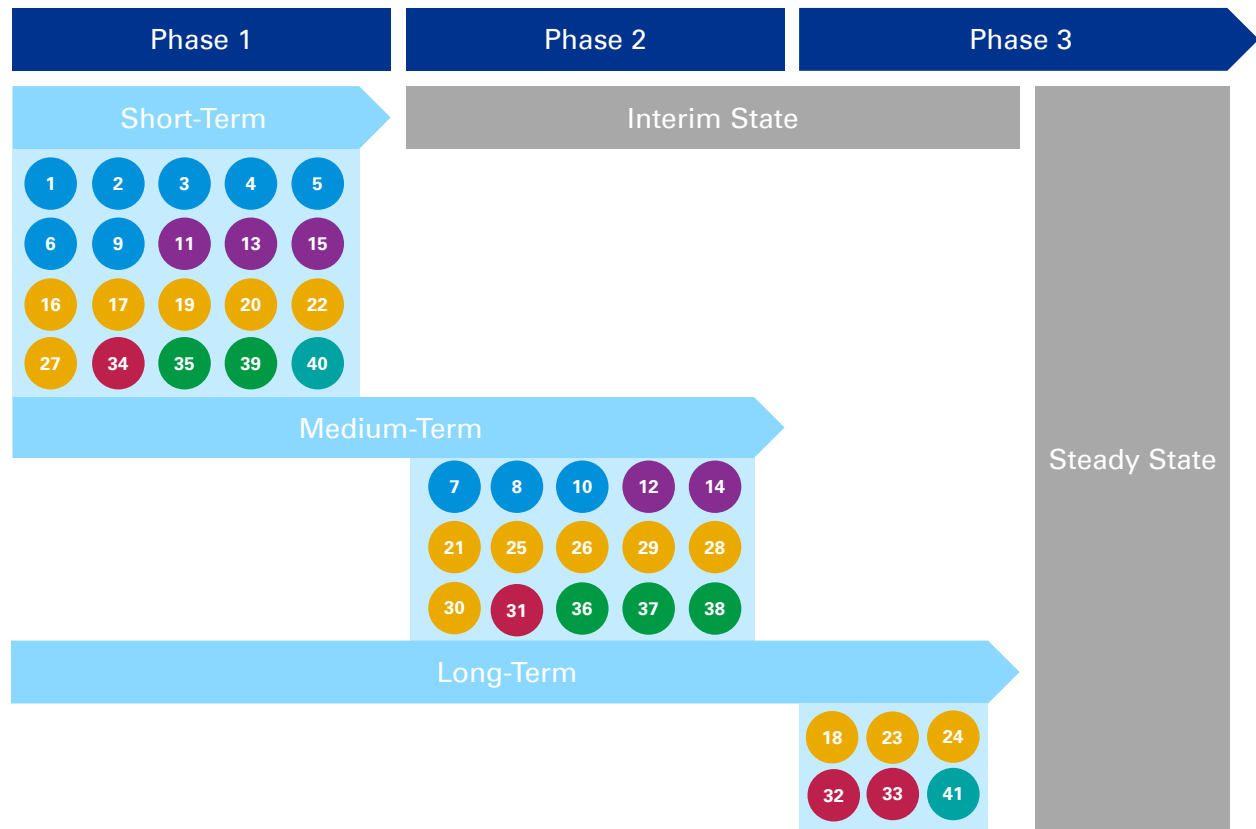 Phase 1 Phase 2 Phase 3
Short-Term Interim State
1 2 3 4 5
6 9 11 13 15
16 17 19 20 22
27 34 35 39 40
Medium-Term
Steady State
7 8 10 12 14
21 25 26 29 28
30 31 36 37 38
Long-Term
18 23 24
32 33 41